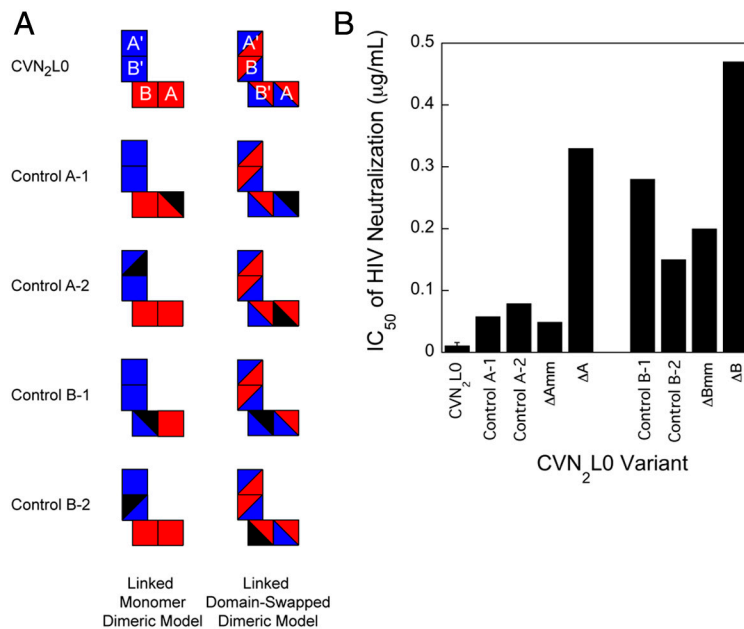 A
CVN₂L0
A'
B'
B A
A'
B
B' A
Control A-1
Control A-2
Control B-1
Control B-2
Linked
Monomer
Dimeric Model
Linked
Domain-Swapped
Dimeric Model
B
IC₅₀ of HIV Neutralization (μg/mL)
0.5
0.4
0.3
0.2
0.1
0
CVN₂L0
Control A-1
Control A-2
ΔAmm
ΔA
Control B-1
Control B-2
ΔBmm
ΔB
CVN₂L0 Variant